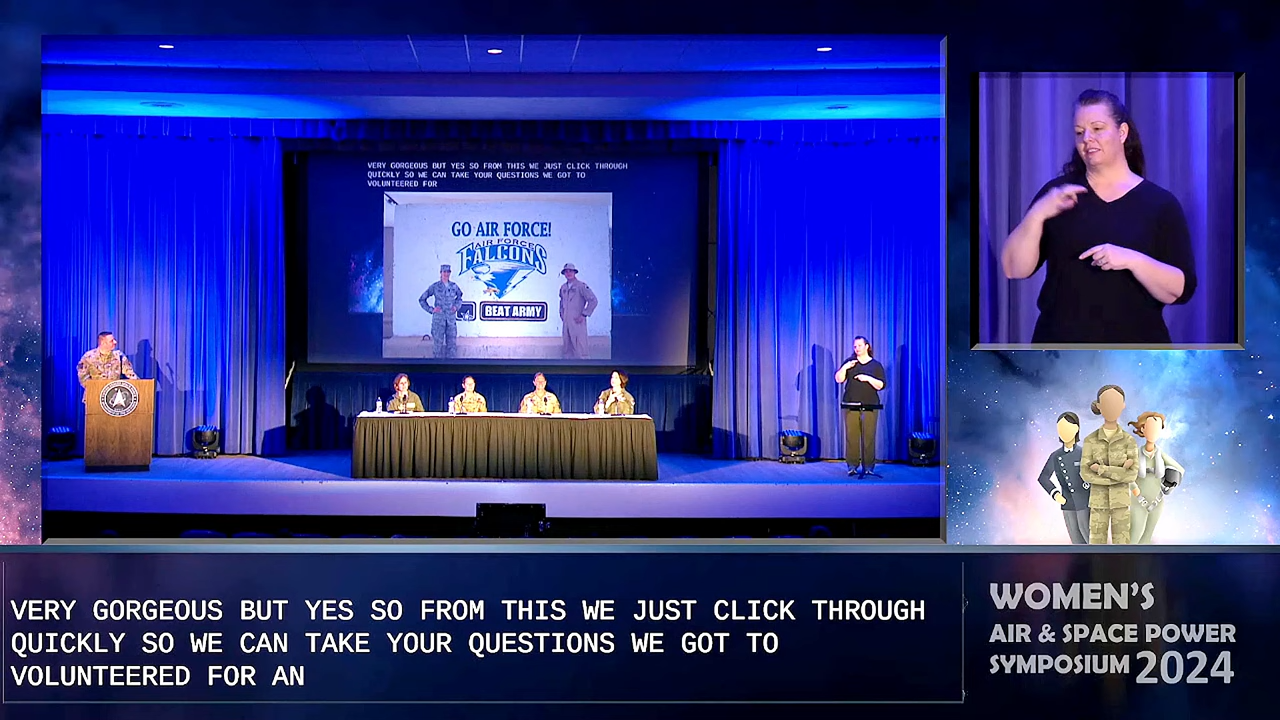 VERY GORGEOUS BUT YES SO FROM THIS WE JUST CLICK THROUGH
QUICKLY SO WE CAN TAKE YOUR QUESTIONS WE GOT TO
VOLUNTEERED FOR
GO AIR FORCE!
AIR FORCE
FALCONS
BEAT ARMY
VERY GORGEOUS BUT YES SO FROM THIS WE JUST CLICK THROUGH
QUICKLY SO WE CAN TAKE YOUR QUESTIONS WE GOT TO
VOLUNTEERED FOR AN
WOMEN'S
AIR & SPACE POWER
SYMPOSIUM 2024